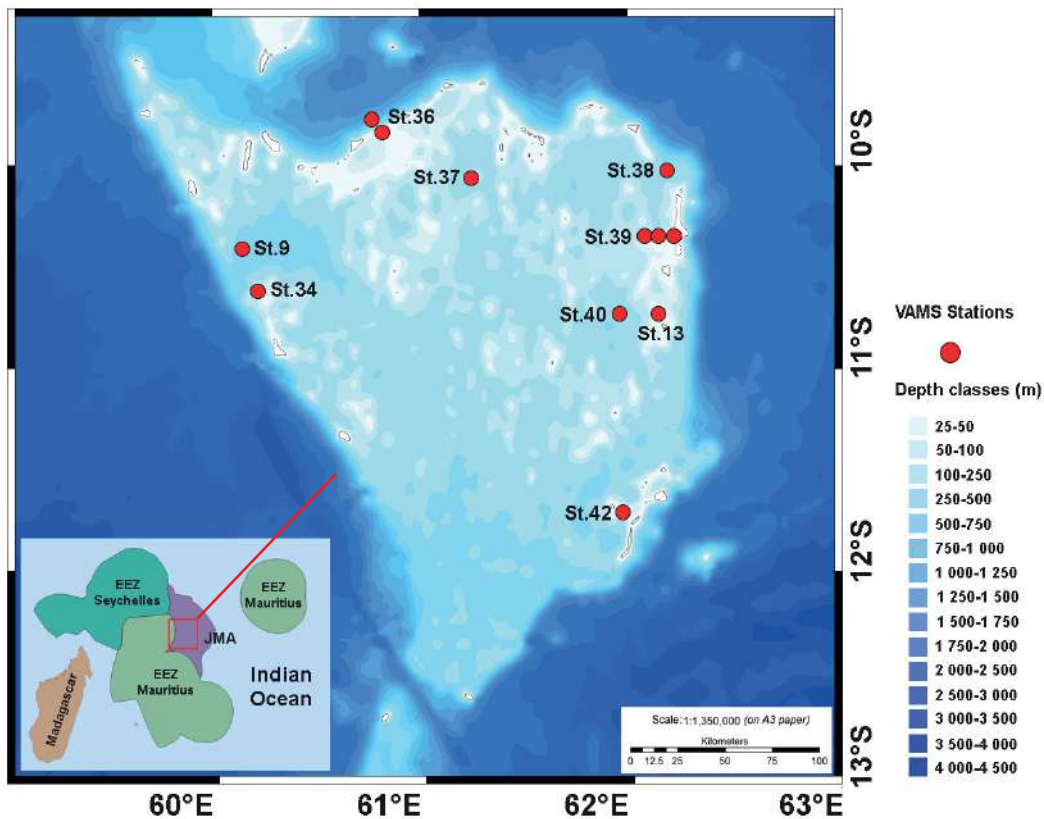 St.36
St.37
St.38
St.39
St.9
St.34
St.40
St.13
St.42
10°S
11°S
12°S
13°S
60°E
61°E
62°E
63°E
VAMS Stations
Depth classes (m)
25-50
50-100
100-250
250-500
500-750
750-1 000
1 000-1 250
1 250-1 500
1 500-1 750
1 750-2 000
2 000-2 500
2 500-3 000
3 000-3 500
3 500-4 000
4 000-4 500
EEZ
Seychelles
EEZ
Mauritius
JMA
EEZ
Mauritius
Indian
Ocean
Madagascar
Scale:1:1,350,000 (on A3 paper)
Kilometers
0 12.5 25 50 75 100